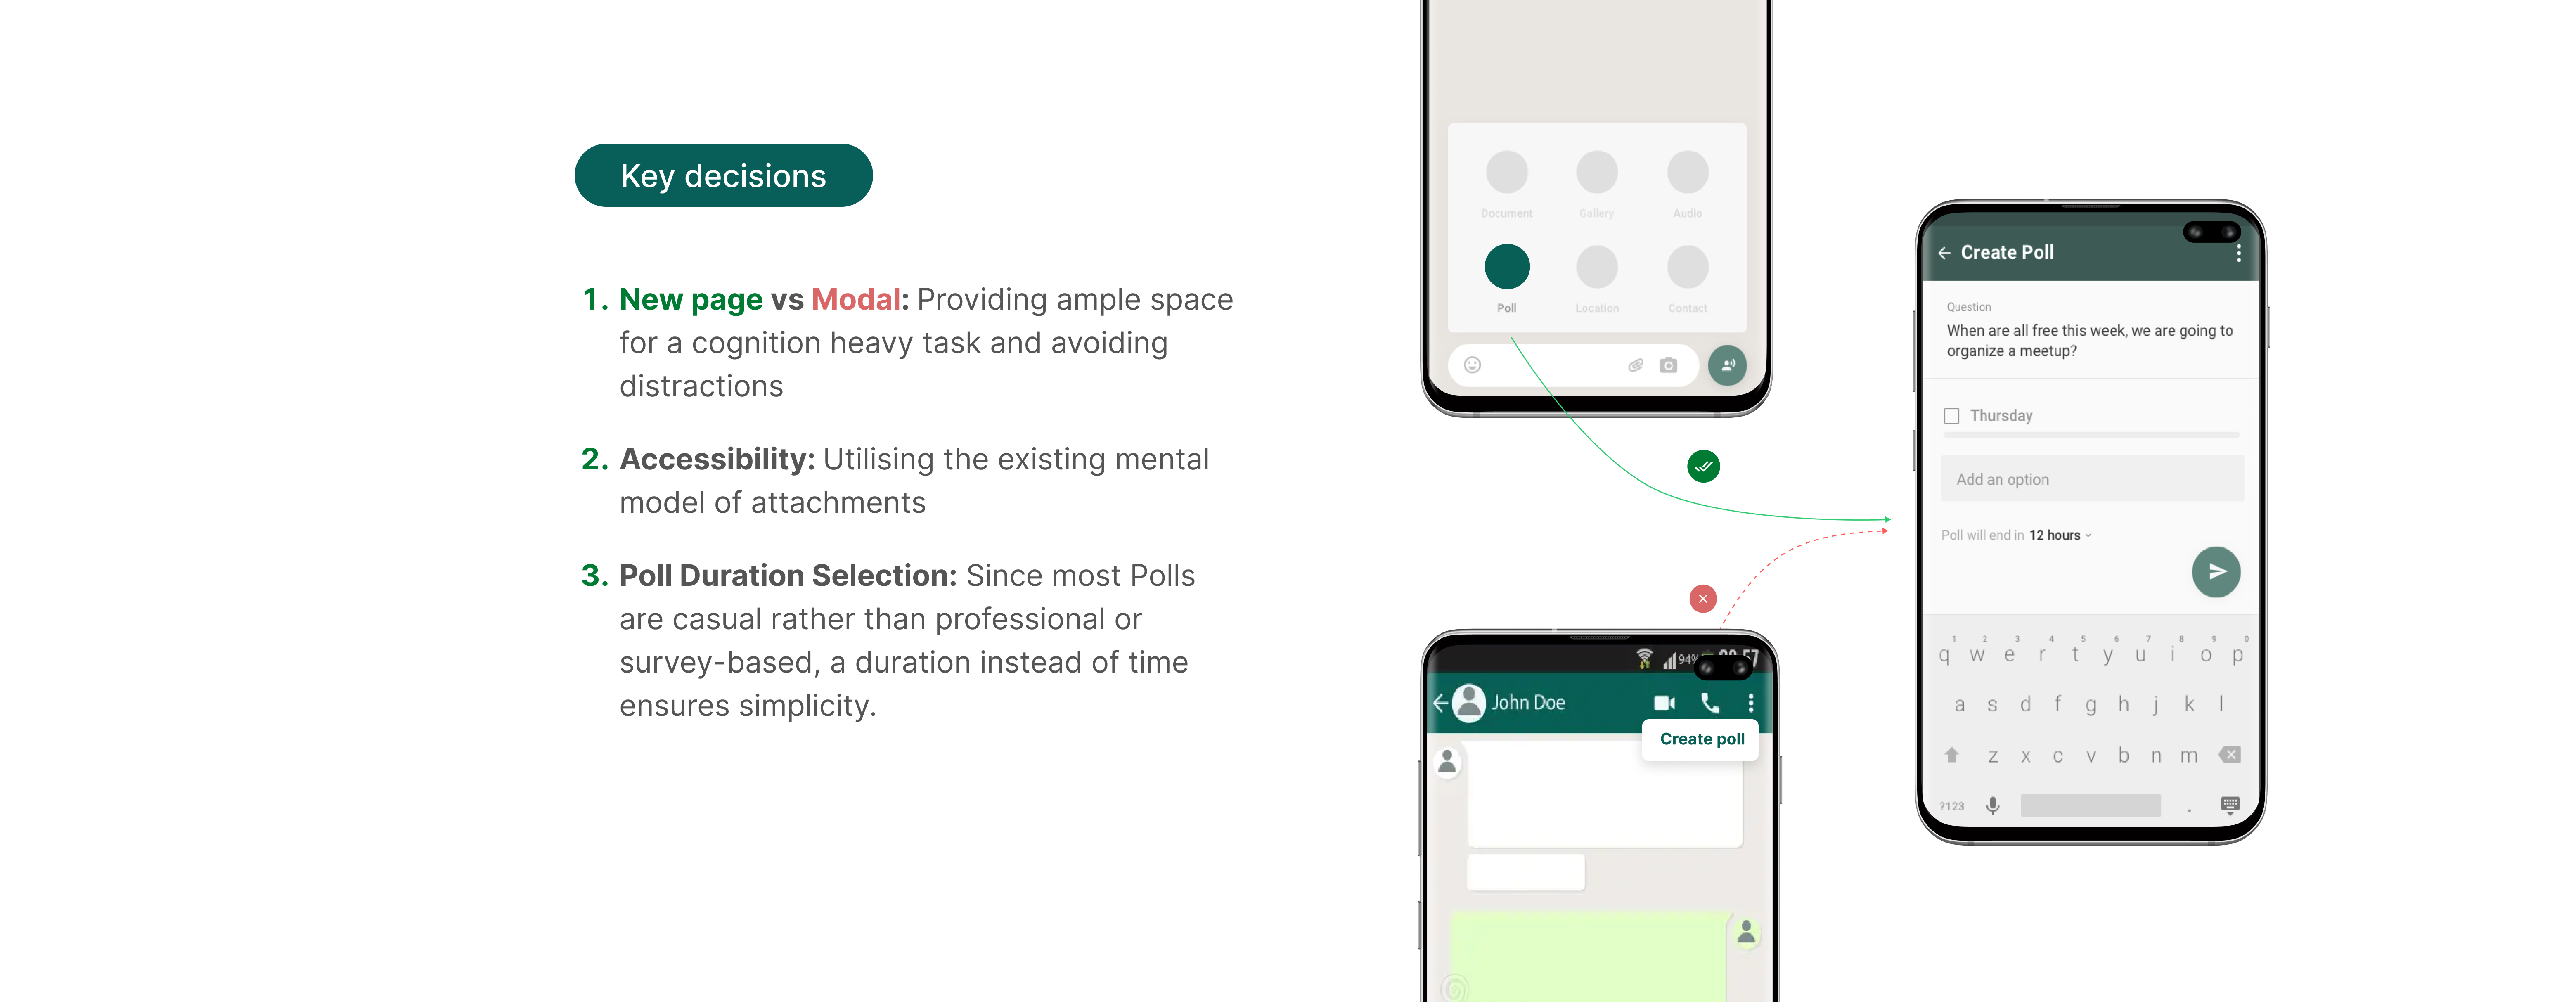 Key decisions
1. New page vs Modal: Providing ample space
for a cognition heavy task and avoiding
distractions
2. Accessibility: Utilising the existing mental
model of attachments
3. Poll Duration Selection: Since most Polls
are casual rather than professional or
survey-based, a duration instead of time
ensures simplicity.
Document Gallery Audio
Poll Location Contact
94%
John Doe
Create poll
Create Poll
Question
When are all free this week, we are going to
organize a meetup?
Thursday
Add an option
Poll will end in 12 hours
1 2 3 4 5 6 7 8 9 0
q w e r t y u i o p
a s d f g h j k l
z x c v b n m
?123 .